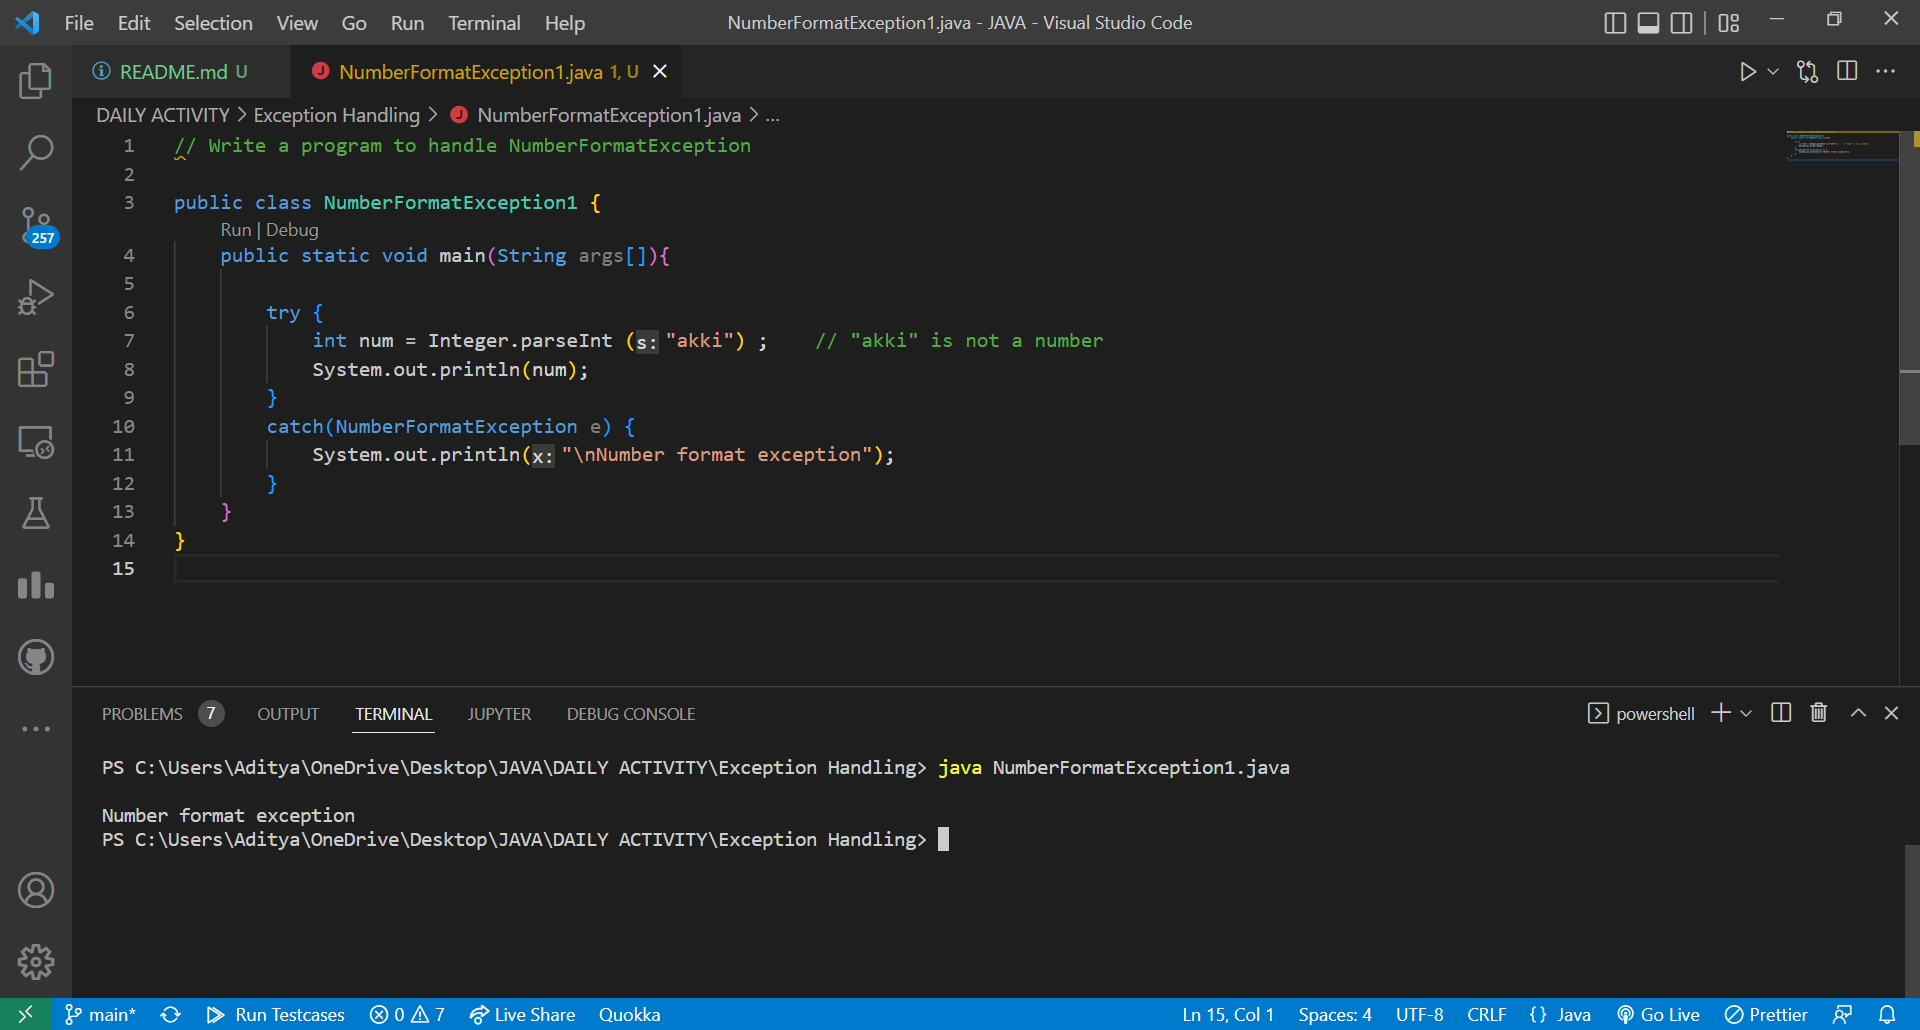 File Edit Selection View Go Run Terminal Help NumberFormatException1.java - JAVA - Visual Studio Code
README.md U NumberFormatException1.java 1, U
DAILY ACTIVITY > Exception Handling > NumberFormatException1.java > ...
1 // Write a program to handle NumberFormatException
2
3 public class NumberFormatException1 {
Run | Debug
4 public static void main(String args[]){
5
6 try {
7 int num = Integer.parseInt (s: "akki") ; // "akki" is not a number
8 System.out.println(num);
9 }
10 catch(NumberFormatException e) {
11 System.out.println(x: "\nNumber format exception");
12 }
13 }
14 }
15
257
PROBLEMS 7 OUTPUT TERMINAL JUPYTER DEBUG CONSOLE powershell
PS C:\Users\Aditya\OneDrive\Desktop\JAVA\DAILY ACTIVITY\Exception Handling> java NumberFormatException1.java
Number format exception
PS C:\Users\Aditya\OneDrive\Desktop\JAVA\DAILY ACTIVITY\Exception Handling>
main* Run Testcases 0 7 Live Share Quokka Ln 15, Col 1 Spaces: 4 UTF-8 CRLF {} Java Go Live Prettier